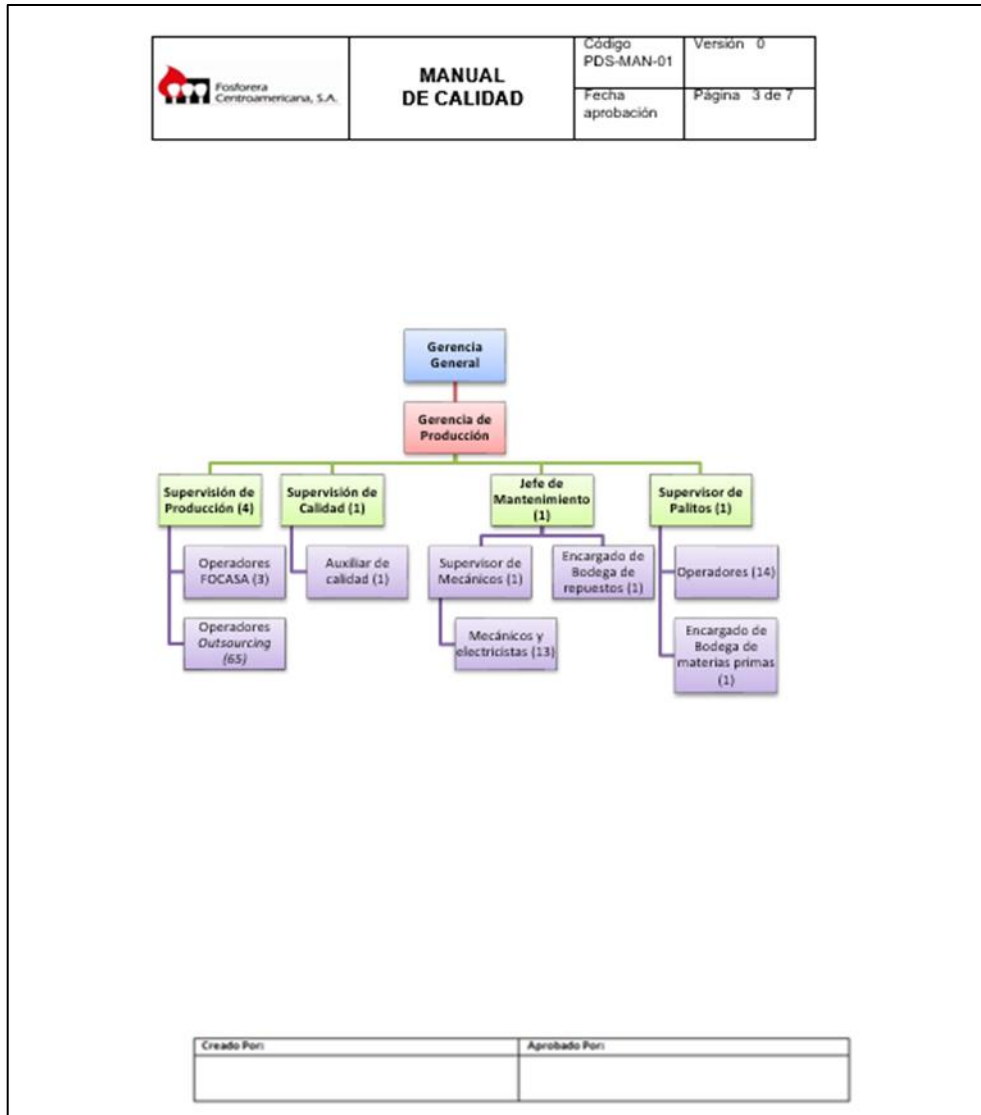 Fosforera
Centroamericana, S.A.
MANUAL
DE CALIDAD
Código
PDS-MAN-01
Versión 0
Fecha
aprobación
Página 3 de 7
Gerencia
General
Gerencia de
Producción
Supervisión de
Producción (4)
Supervisión de
Calidad (1)
Jefe de
Mantenimiento
(1)
Supervisor de
Palitos (1)
Operadores
FOCASA (3)
Auxiliar de
calidad (1)
Supervisor de
Mecánicos (1)
Encargado de
Bodega de
repuestos (1)
Operadores (14)
Operadores
Outsourcing
(65)
Mecánicos y
electricistas (13)
Encargado de
Bodega de
materias primas
(1)
Creado Por:
Aprobado Por: